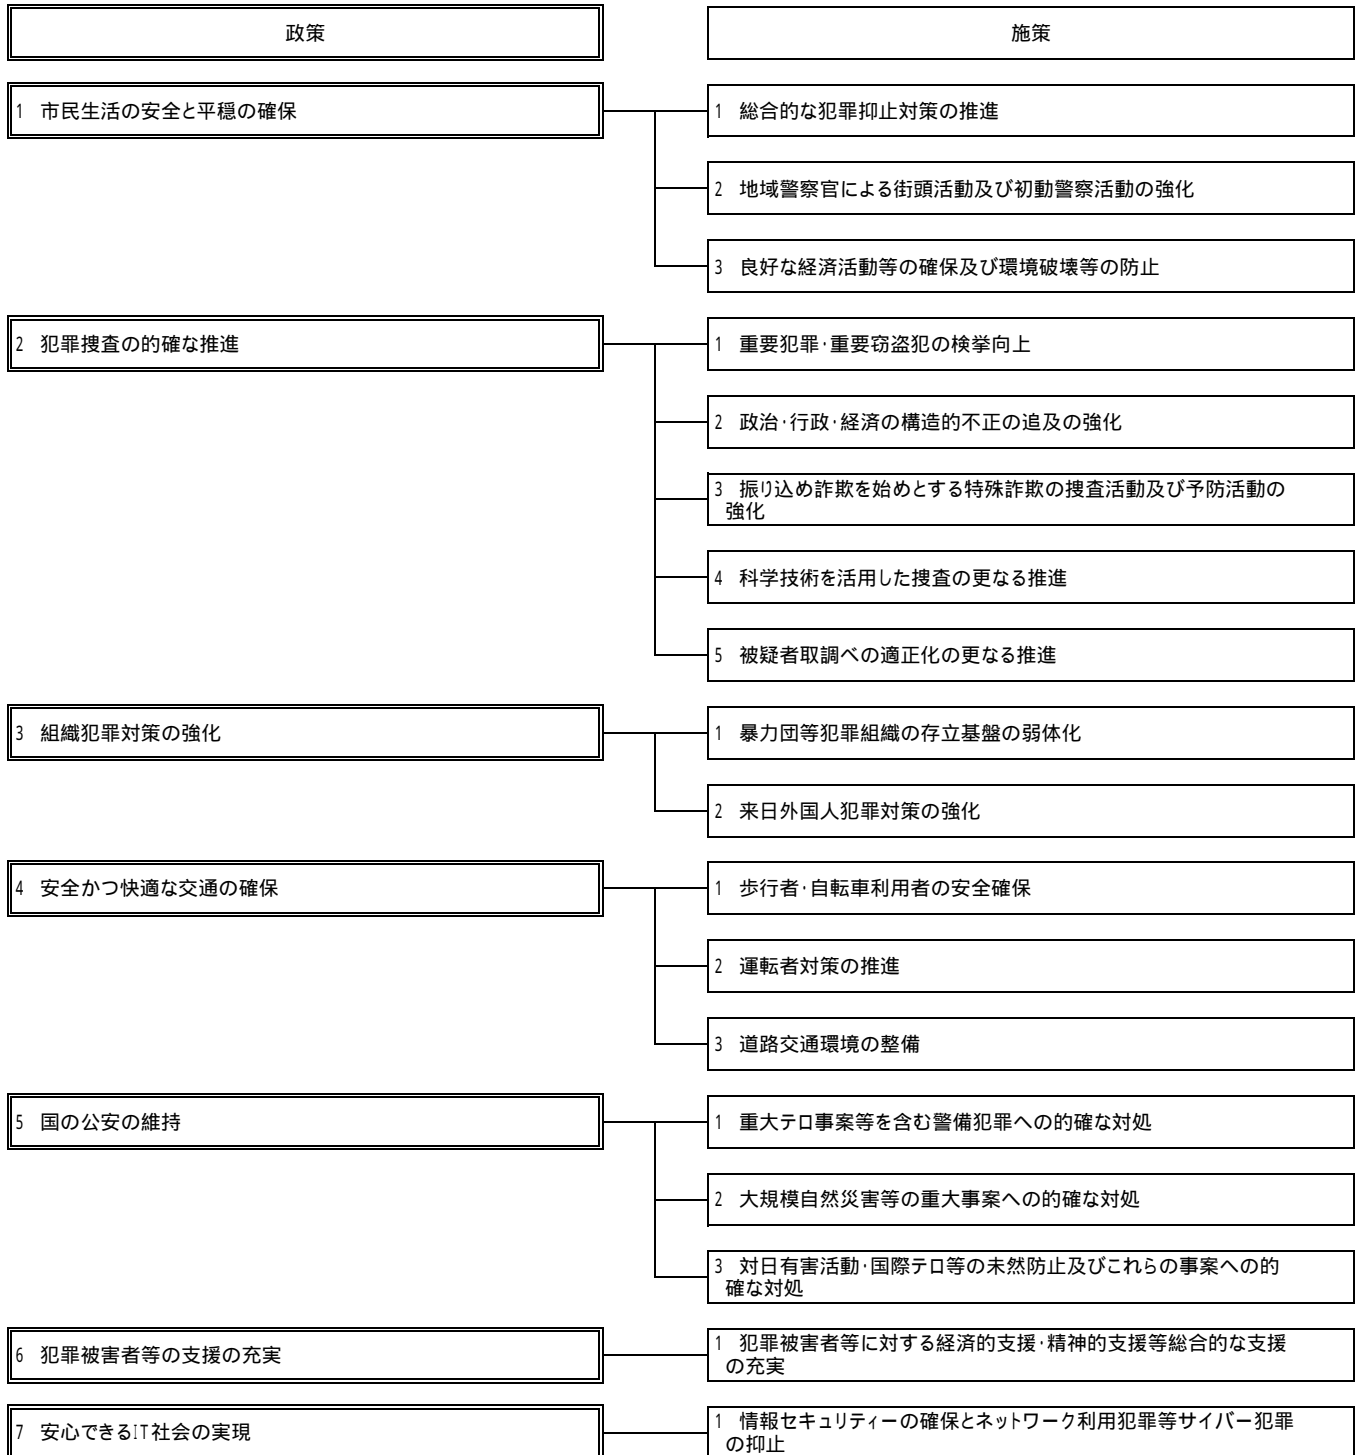 政策
施策
1 市民生活の安全と平穏の確保
1 総合的な犯罪抑止対策の推進
2 地域警察官による街頭活動及び初動警察活動の強化
3 良好な経済活動等の確保及び環境破壊等の防止
2 犯罪捜査の的確な推進
1 重要犯罪・重要窃盗犯の検挙向上
2 政治・行政・経済の構造的不正の追及の強化
3 振り込め詐欺を始めとする特殊詐欺の捜査活動及び予防活動の
強化
4 科学技術を活用した捜査の更なる推進
5 被疑者取調べの適正化の更なる推進
3 組織犯罪対策の強化
1 暴力団等犯罪組織の存立基盤の弱体化
2 来日外国人犯罪対策の強化
4 安全かつ快適な交通の確保
1 歩行者・自転車利用者の安全確保
2 運転者対策の推進
3 道路交通環境の整備
5 国の公安の維持
1 重大テロ事案等を含む警備犯罪への的確な対処
2 大規模自然災害等の重大事案への的確な対処
3 対日有害活動・国際テロ等の未然防止及びこれらの事案への的
確な対処
6 犯罪被害者等の支援の充実
1 犯罪被害者等に対する経済的支援・精神的支援等総合的な支援
の充実
7 安心できるIT社会の実現
1 情報セキュリティーの確保とネットワーク利用犯罪等サイバー犯罪
の抑止